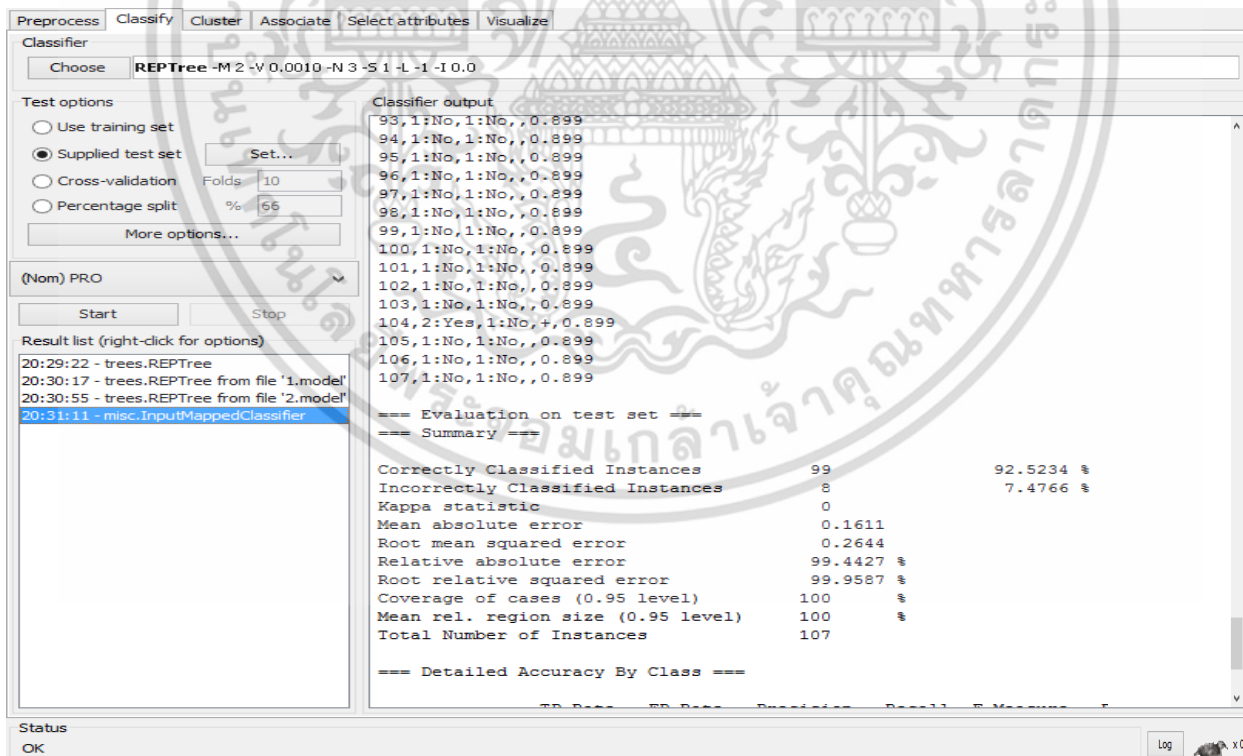 Preprocess Classify Cluster Associate Select attributes Visualize
Classifier
Choose REPTree -M 2 -V 0.0010 -N 3 -S 1 -L -1 -I 0.0
Test options
Use training set
Supplied test set Set...
Cross-validation Folds 10
Percentage split % 66
More options...
(Nom) PRO
Start Stop
Result list (right-click for options)
20:29:22 - trees.REPTree
20:30:17 - trees.REPTree from file '1.model'
20:30:55 - trees.REPTree from file '2.model'
20:31:11 - misc.InputMappedClassifier
Classifier output
93,1:No,1:No,,0.899
94,1:No,1:No,,0.899
95,1:No,1:No,,0.899
96,1:No,1:No,,0.899
97,1:No,1:No,,0.899
98,1:No,1:No,,0.899
99,1:No,1:No,,0.899
100,1:No,1:No,,0.899
101,1:No,1:No,,0.899
102,1:No,1:No,,0.899
103,1:No,1:No,,0.899
104,2:Yes,1:No,+,0.899
105,1:No,1:No,,0.899
106,1:No,1:No,,0.899
107,1:No,1:No,,0.899
=== Evaluation on test set ===
=== Summary ===
Correctly Classified Instances 99 92.5234 %
Incorrectly Classified Instances 8 7.4766 %
Kappa statistic 0
Mean absolute error 0.1611
Root mean squared error 0.2644
Relative absolute error 99.4427 %
Root relative squared error 99.9587 %
Coverage of cases (0.95 level) 100 %
Mean rel. region size (0.95 level) 100 %
Total Number of Instances 107
=== Detailed Accuracy By Class ===
TP Rate FP Rate Precision Recall F-Measure
Status
OK
Log x 0